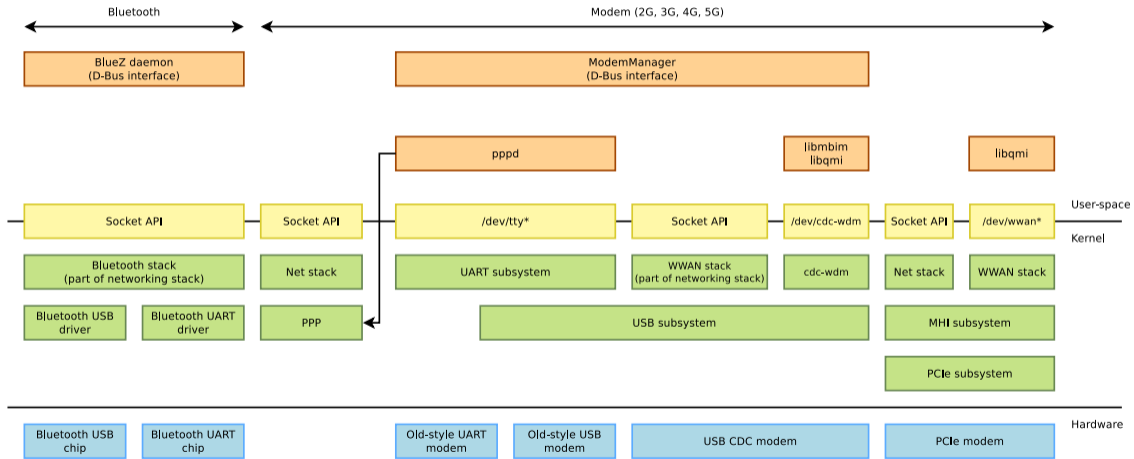 Bluetooth
Modem (2G, 3G, 4G, 5G)
BlueZ daemon
(D-Bus interface)
ModemManager
(D-Bus interface)
pppd
libmbim
libqmi
libqmi
Socket API
Socket API
/dev/tty*
Socket API
/dev/cdc-wdm
Socket API
/dev/wwan*
User-space
Kernel
Bluetooth stack
(part of networking stack)
Net stack
UART subsystem
WWAN stack
(part of networking stack)
cdc-wdm
Net stack
WWAN stack
Bluetooth USB
driver
Bluetooth UART
driver
PPP
USB subsystem
MHI subsystem
PCIe subsystem
Hardware
Bluetooth USB
chip
Bluetooth UART
chip
Old-style UART
modem
Old-style USB
modem
USB CDC modem
PCIe modem